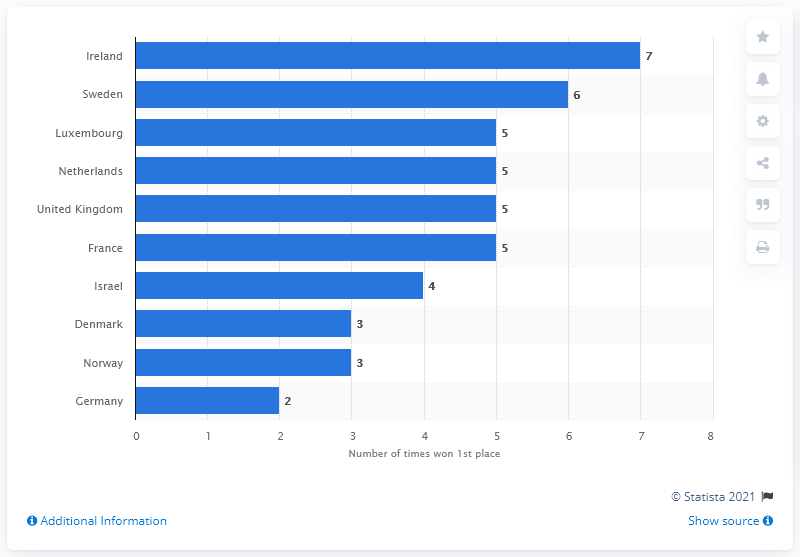 Ireland 7
Sweden 6
Luxembourg 5
Netherlands 5
United Kingdom 5
France 5
Israel 4
Denmark 3
Norway 3
Germany 2
0 1 2 3 4 5 6 7 8
Number of times won 1st place
© Statista 2021
Additional Information
Show source